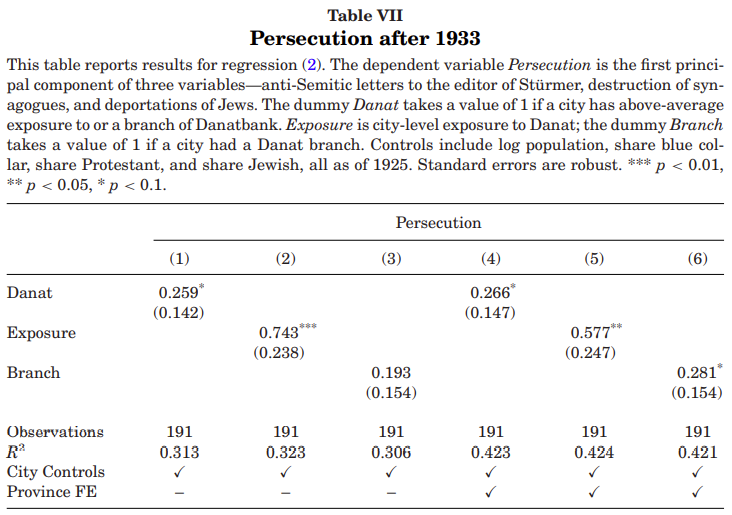 Table VII
Persecution after 1933
This table reports results for regression (2). The dependent variable Persecution is the first princi-
pal component of three variables—anti-Semitic letters to the editor of Stürmer, destruction of syn-
agogues, and deportations of Jews. The dummy Danat takes a value of 1 if a city has above-average
exposure to or a branch of Danatbank. Exposure is city-level exposure to Danat; the dummy Branch
takes a value of 1 if a city had a Danat branch. Controls include log population, share blue col-
lar, share Protestant, and share Jewish, all as of 1925. Standard errors are robust. *** p < 0.01,
** p < 0.05, * p < 0.1.
Persecution
(1) (2) (3) (4) (5) (6)
Danat 0.259* 0.266*
(0.142) (0.147)
Exposure 0.743*** 0.577**
(0.238) (0.247)
Branch 0.193 0.281*
(0.154) (0.154)
Observations 191 191 191 191 191 191
R² 0.313 0.323 0.306 0.423 0.424 0.421
City Controls ✓ ✓ ✓ ✓ ✓ ✓
Province FE – – – ✓ ✓ ✓